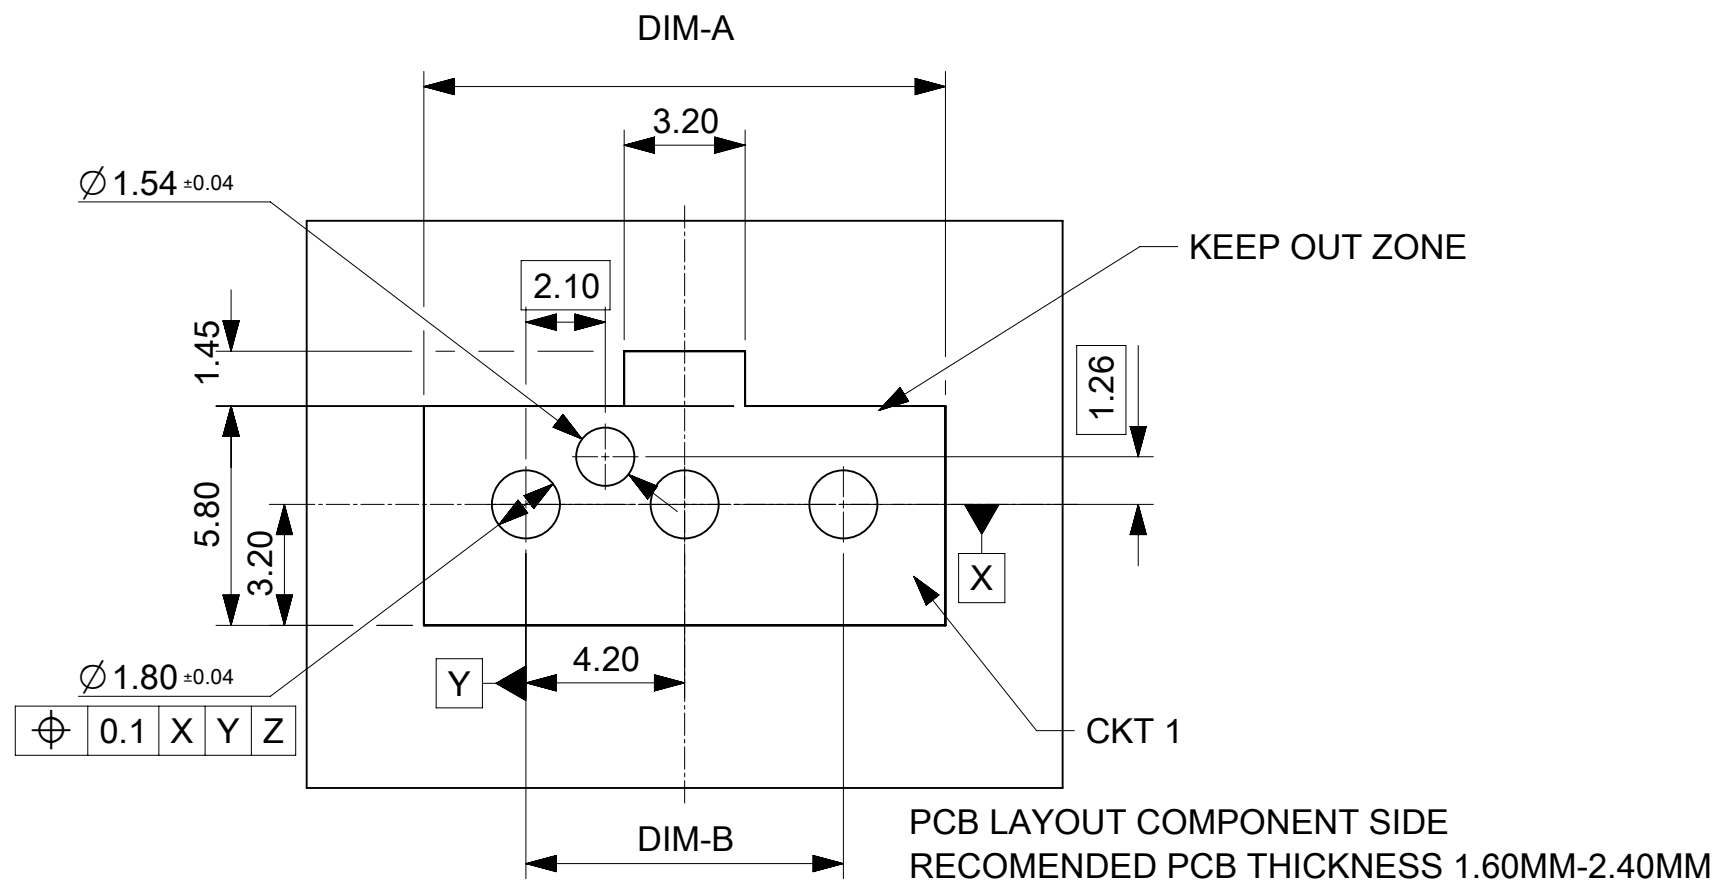 DIM-A
3.20
Ø 1.54 ±0.04
KEEP OUT ZONE
2.10
1.45
1.26
5.80
3.20
X
Ø 1.80 ±0.04
Y
4.20
⌖ 0.1 X Y Z
CKT 1
DIM-B
PCB LAYOUT COMPONENT SIDE
RECOMENDED PCB THICKNESS 1.60MM-2.40MM